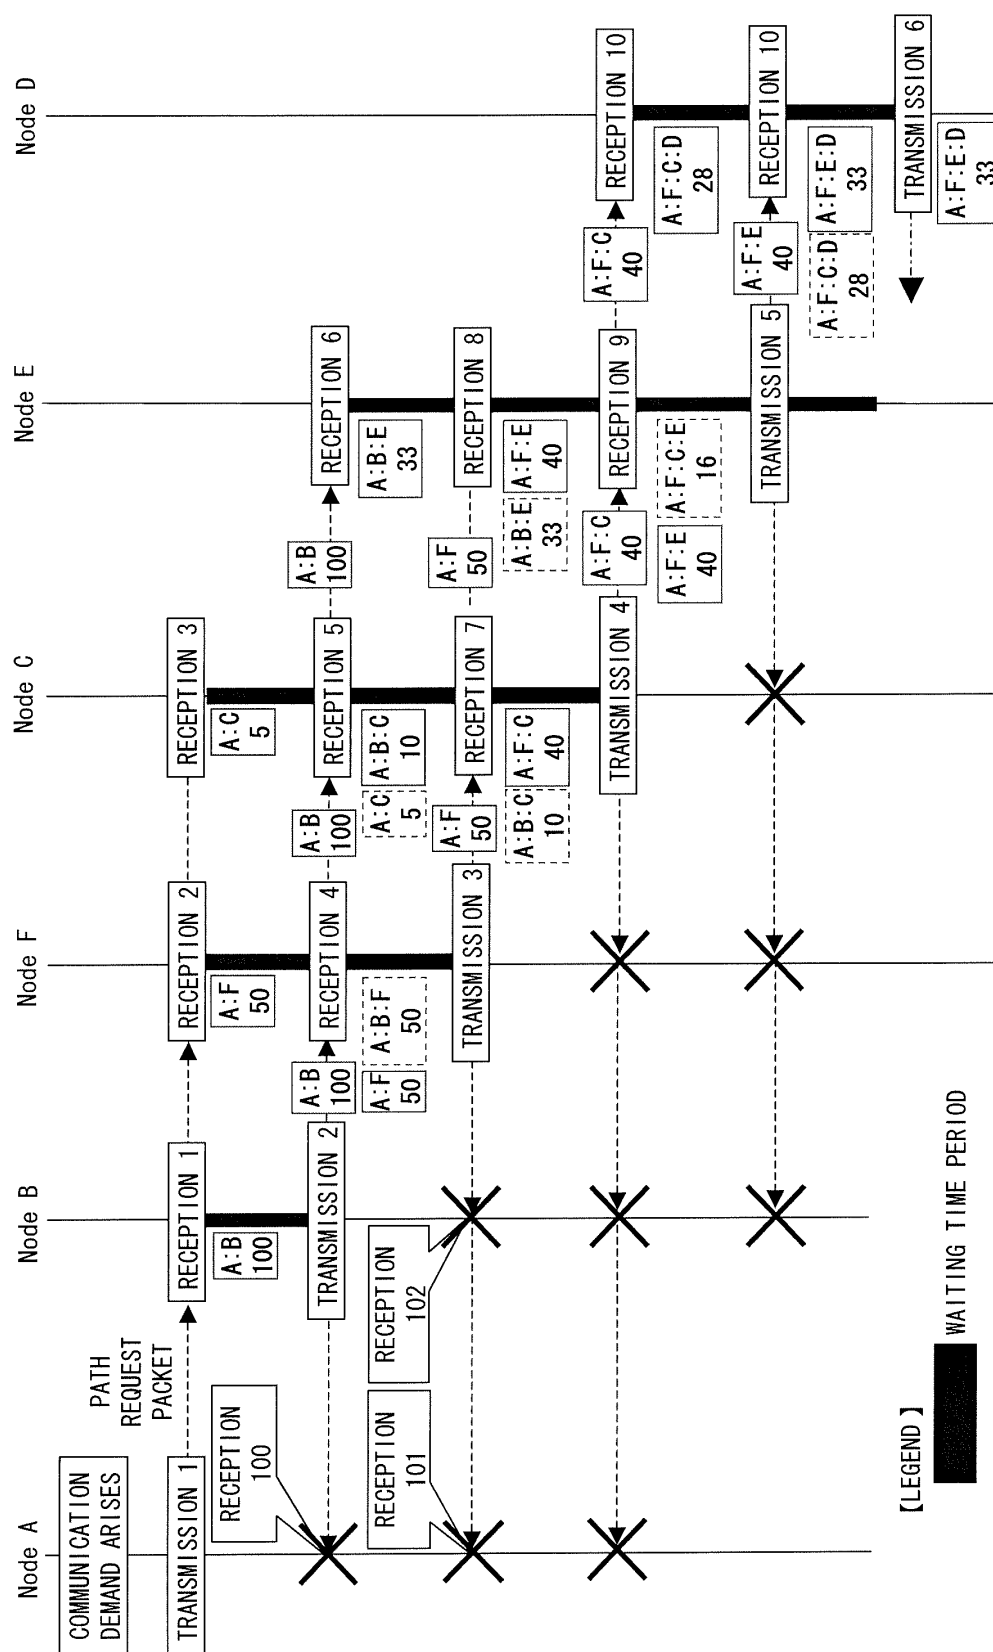 Node A
Node B
Node F
Node C
Node E
Node D
COMMUNICATION
DEMAND ARISES
TRANSMISSION 1
PATH
REQUEST
PACKET
RECEPTION 1
RECEPTION 2
RECEPTION 3
A:B
100
A:F
50
A:C
5
RECEPTION
100
TRANSMISSION 2
A:B
100
RECEPTION 4
A:B
100
RECEPTION 5
A:B
100
RECEPTION 6
A:F
50
A:B:F
50
A:C
5
A:B:C
10
A:B:E
33
RECEPTION
101
RECEPTION
102
TRANSMISSION 3
A:F
50
RECEPTION 7
A:F
50
RECEPTION 8
A:B:C
10
A:F:C
40
A:B:E
33
A:F:E
40
TRANSMISSION 4
A:F:C
40
RECEPTION 9
A:F:C
40
RECEPTION 10
A:F:E
40
A:F:C:E
16
A:F:C:D
28
TRANSMISSION 5
A:F:E
40
RECEPTION 10
A:F:C:D
28
A:F:E:D
33
TRANSMISSION 6
A:F:E:D
33
[LEGEND]
WAITING TIME PERIOD